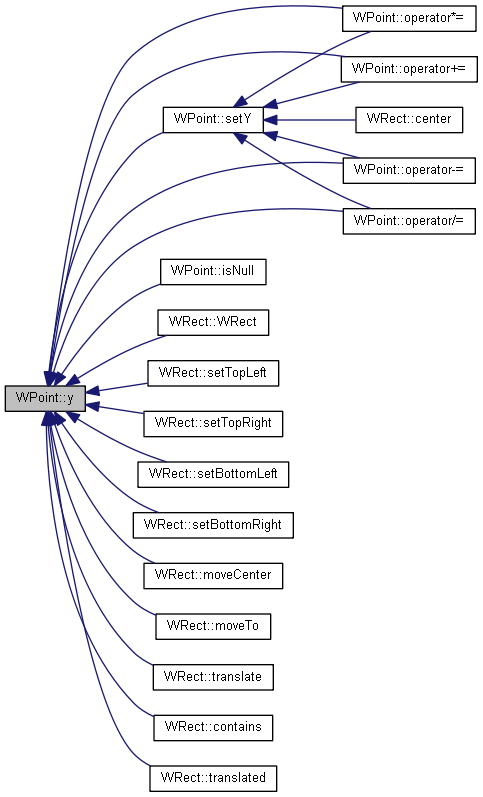 WPoint::operator*=
WPoint::operator+=
WPoint::setY
WRect::center
WPoint::operator-=
WPoint::operator/=
WPoint::isNull
WRect::WRect
WRect::setTopLeft
WPoint::y
WRect::setTopRight
WRect::setBottomLeft
WRect::setBottomRight
WRect::moveCenter
WRect::moveTo
WRect::translate
WRect::contains
WRect::translated